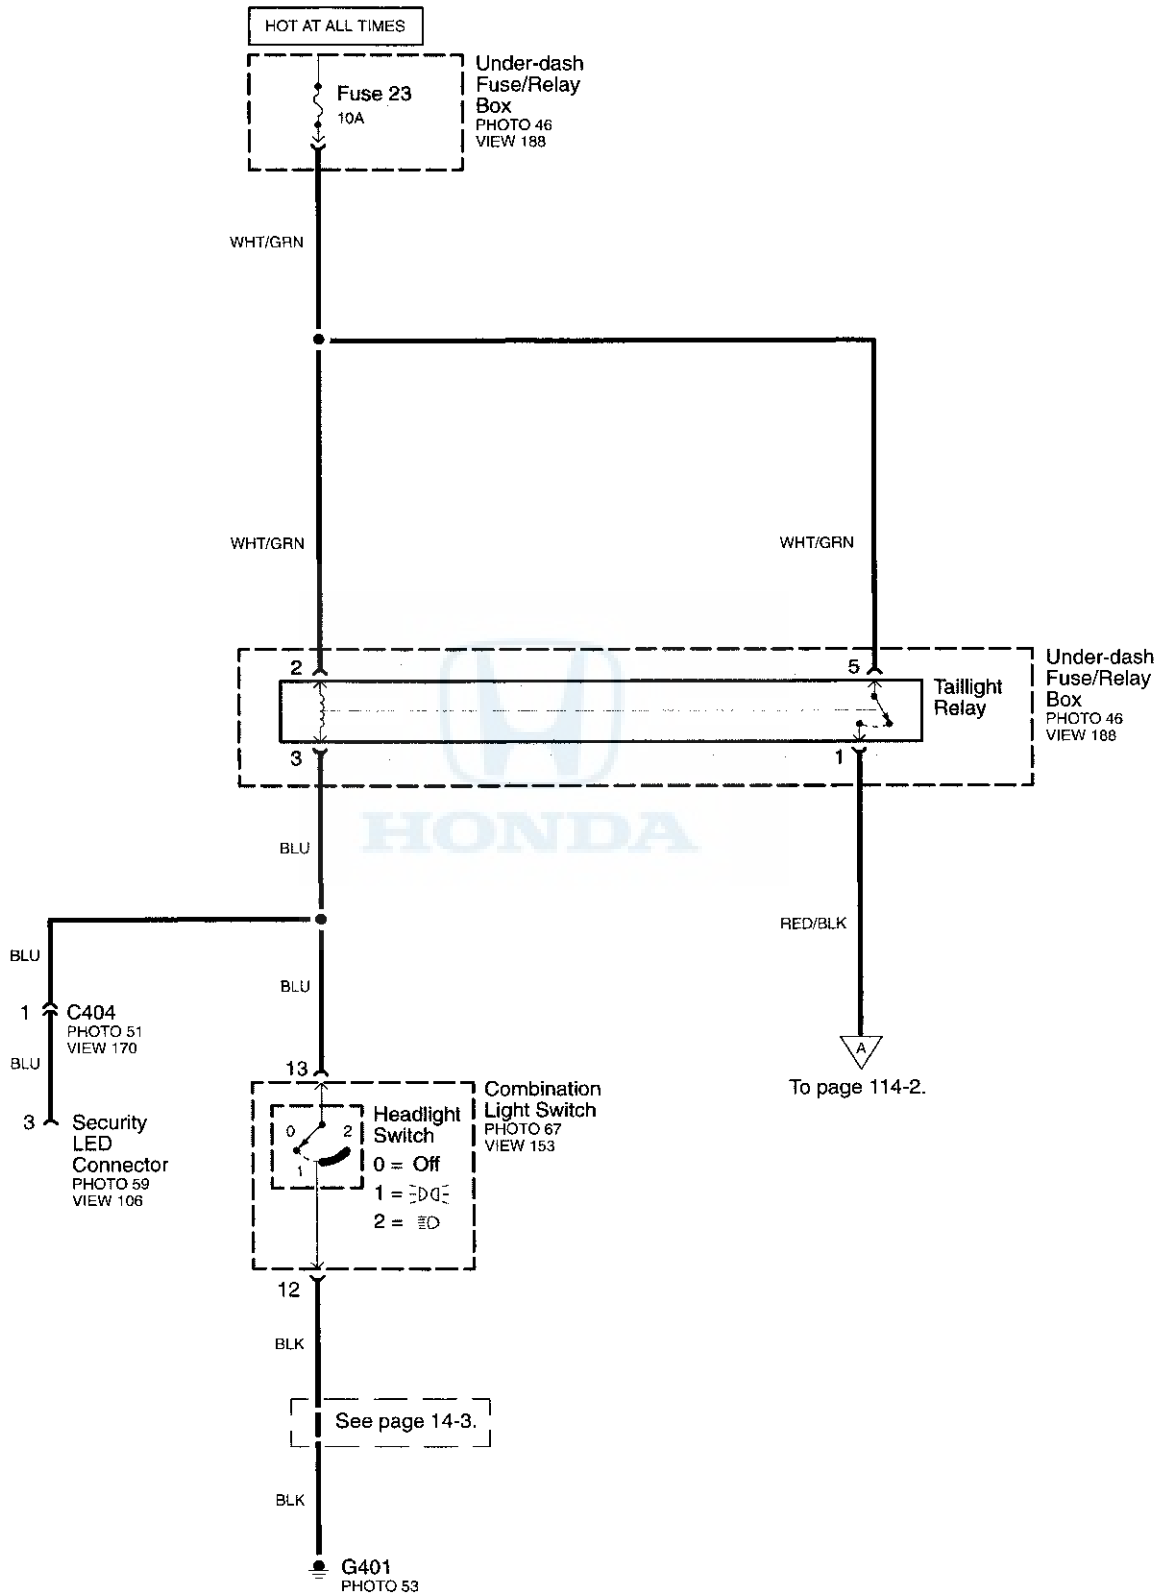 HOT AT ALL TIMES
Under-dash
Fuse/Relay
Box
PHOTO 46
VIEW 188
Fuse 23
10A
WHT/GRN
WHT/GRN
WHT/GRN
2
5
Under-dash
Fuse/Relay
Box
PHOTO 46
VIEW 188
Taillight
Relay
3
1
HONDA
BLU
RED/BLK
BLU
BLU
1
C404
PHOTO 51
VIEW 170
BLU
A
To page 114-2.
13
Combination
Light Switch
PHOTO 67
VIEW 153
3
Security
LED
Connector
PHOTO 59
VIEW 106
0
2
1
Headlight
Switch
0 = Off
1 =
2 =
12
BLK
See page 14-3.
BLK
G401
PHOTO 53